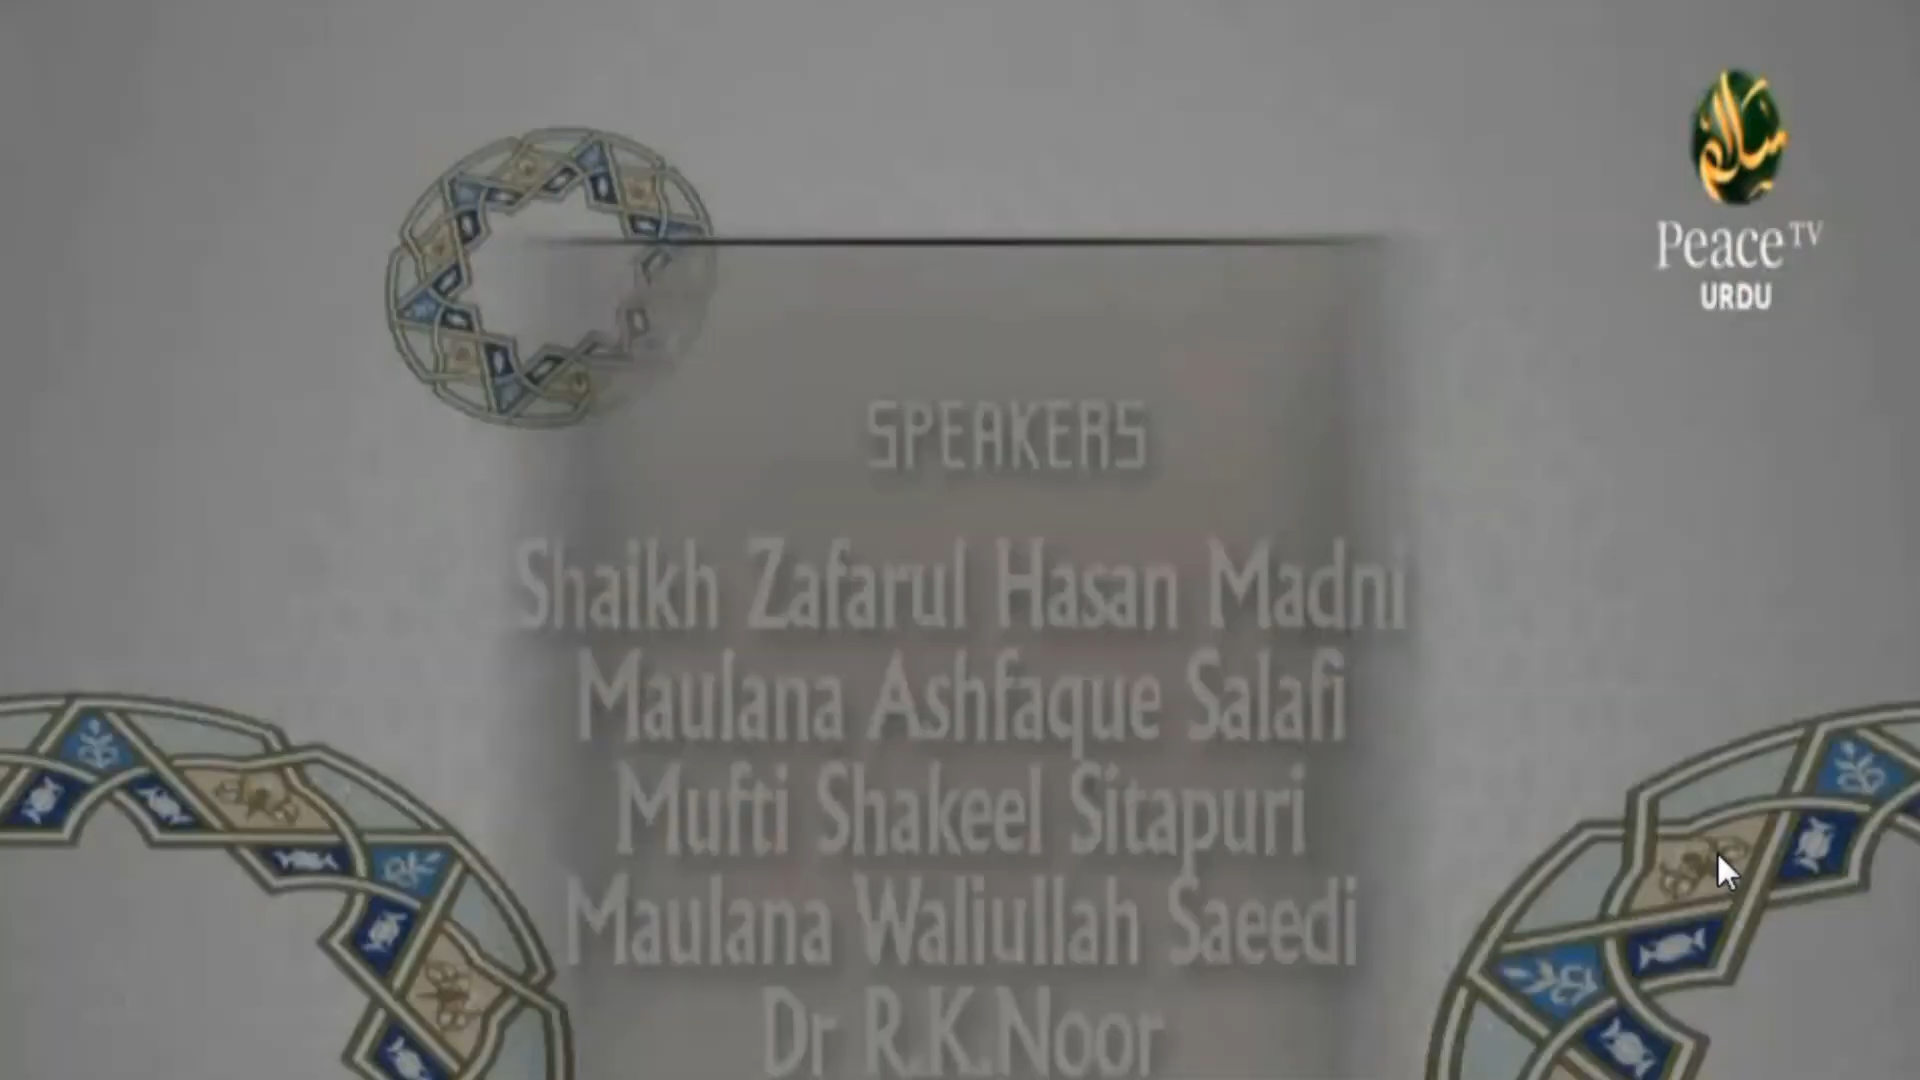 سلام
Peace TV
URDU
SPEAKERS
Shaikh Zafarul Hasan Madni
Maulana Ashfaque Salafi
Mufti Shakeel Sitapuri
Maulana Waliullah Saeedi
Dr R.K.Noor